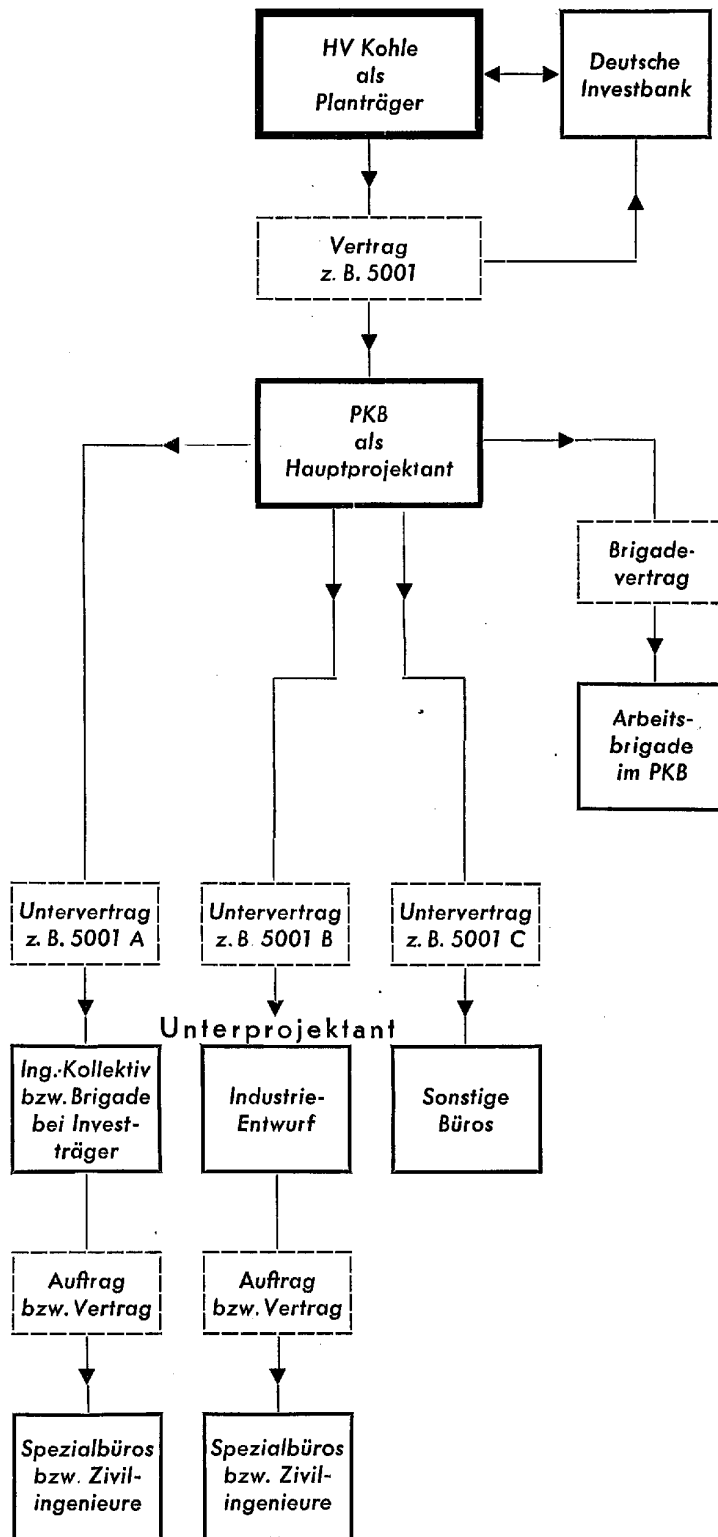 HV Kohle
als
Planträger
Deutsche
Investbank
Vertrag
z. B. 5001
PKB
als
Hauptprojektant
Brigade-
vertrag
Arbeits-
brigade
im PKB
Untervertrag
z. B. 5001 A
Untervertrag
z. B. 5001 B
Untervertrag
z. B. 5001 C
Unterprojektant
Ing.-Kollektiv
bzw. Brigade
bei Invest-
träger
Industrie-
Entwurf
Sonstige
Büros
Auftrag
bzw. Vertrag
Auftrag
bzw. Vertrag
Spezialbüros
bzw. Zivil-
ingenieure
Spezialbüros
bzw. Zivil-
ingenieure